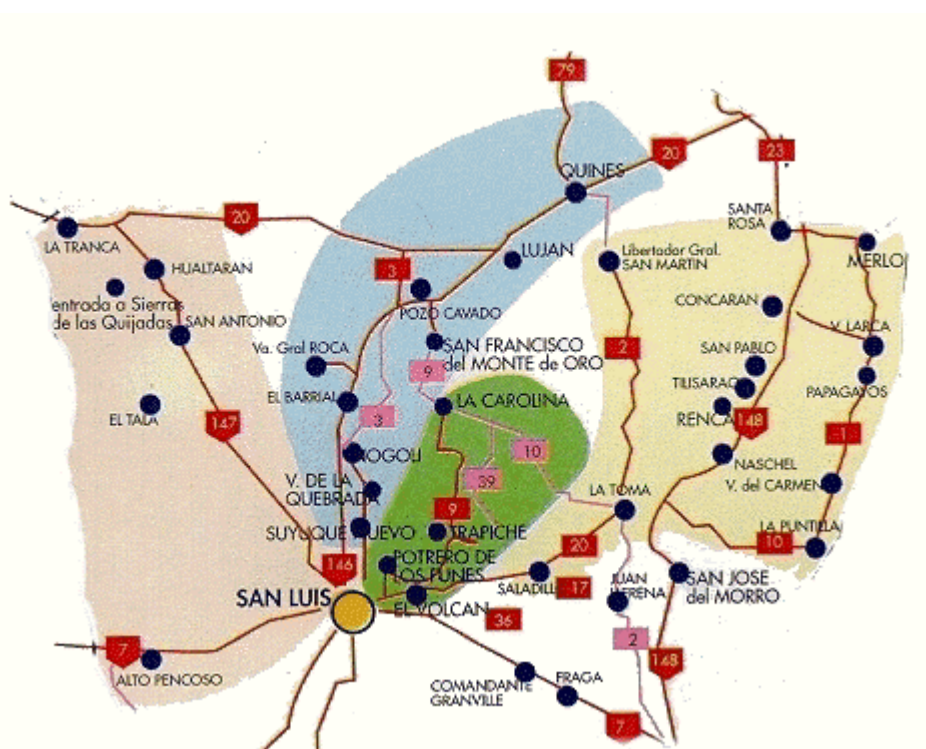 79
20
23
QUINES
SANTA
ROSA
20
LA TRANCA
LUJAN
Libertador Gral.
SAN MARTIN
MERLO
HUALTARAN
3
entrada a Sierras
de las Quijadas
POZO CAVADO
CONCARAN
SAN ANTONIO
V. LARCA
Va. Gral ROCA
SAN FRANCISCO
del MONTE de ORO
2
SAN PABLO
9
TILISARAO
PAPAGAYOS
EL BARRIAL
LA CAROLINA
EL TALA
3
RENCA
148
147
1
NOGOLI
10
NASCHEL
V. DE LA
QUEBRADA
39
LA TOMA
V. del CARMEN
9
SUYUQUE NUEVO
TRAPICHE
LA PUNTILLA
20
10
146
POTRERO DE
LOS FUNES
SALADILL
17
JUAN
LLERENA
SAN JOSE
del MORRO
SAN LUIS
EL VOLCAN
36
7
2
148
ALTO PENCOSO
COMANDANTE
GRANVILLE
FRAGA
7